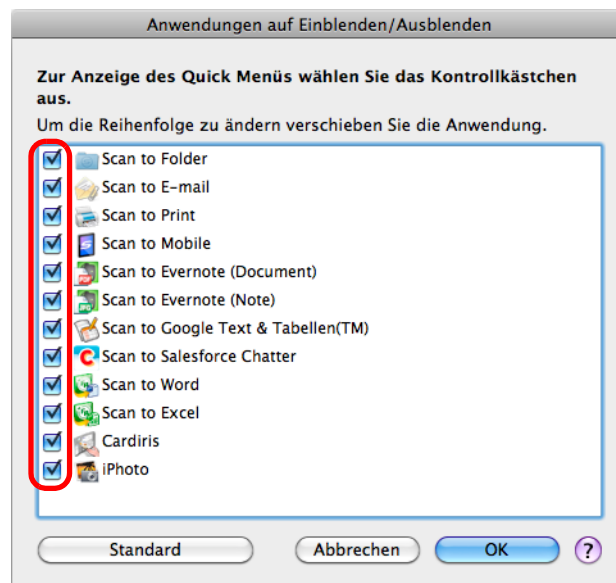 Anwendungen auf Einblenden/Ausblenden
Zur Anzeige des Quick Menüs wählen Sie das Kontrollkästchen
aus.
Um die Reihenfolge zu ändern verschieben Sie die Anwendung.
Scan to Folder
Scan to E-mail
Scan to Print
Scan to Mobile
Scan to Evernote (Document)
Scan to Evernote (Note)
Scan to Google Text & Tabellen(TM)
Scan to Salesforce Chatter
Scan to Word
Scan to Excel
Cardiris
iPhoto
Standard Abbrechen OK ?